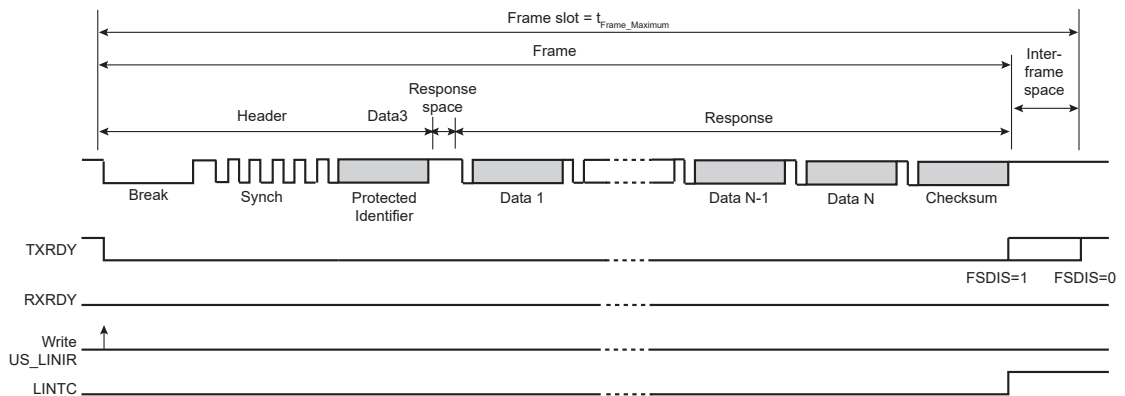 Frame slot = tFrame_Maximum
Frame
Inter-
frame
space
Response
space
Header
Data3
Response
Break
Synch
Protected
Identifier
Data 1
Data N-1
Data N
Checksum
TXRDY
FSDIS=1
FSDIS=0
RXRDY
Write
US_LINIR
LINTC